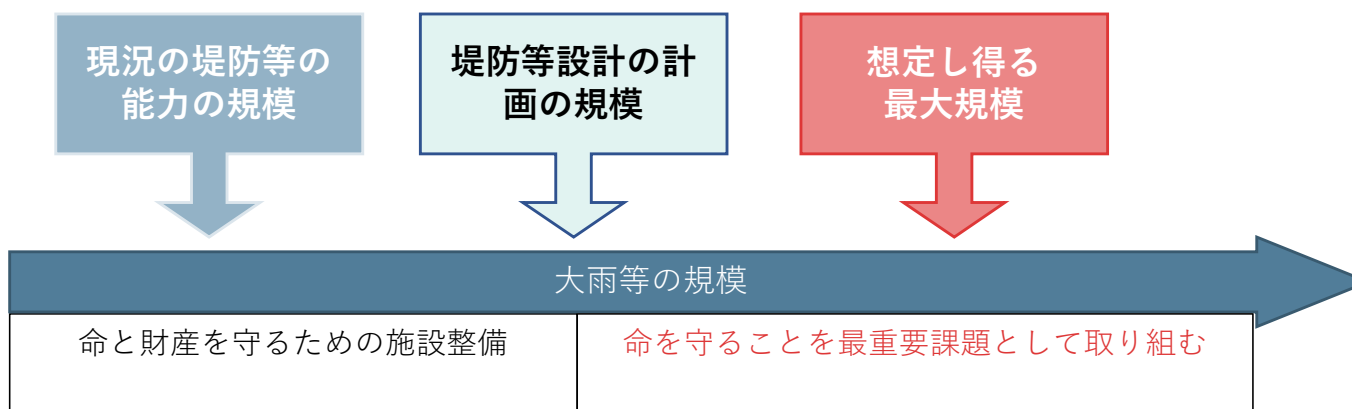 現況の堤防等の
能力の規模
堤防等設計の計
画の規模
想定し得る
最大規模
大雨等の規模
命と財産を守るための施設整備
命を守ることを最重要課題として取り組む